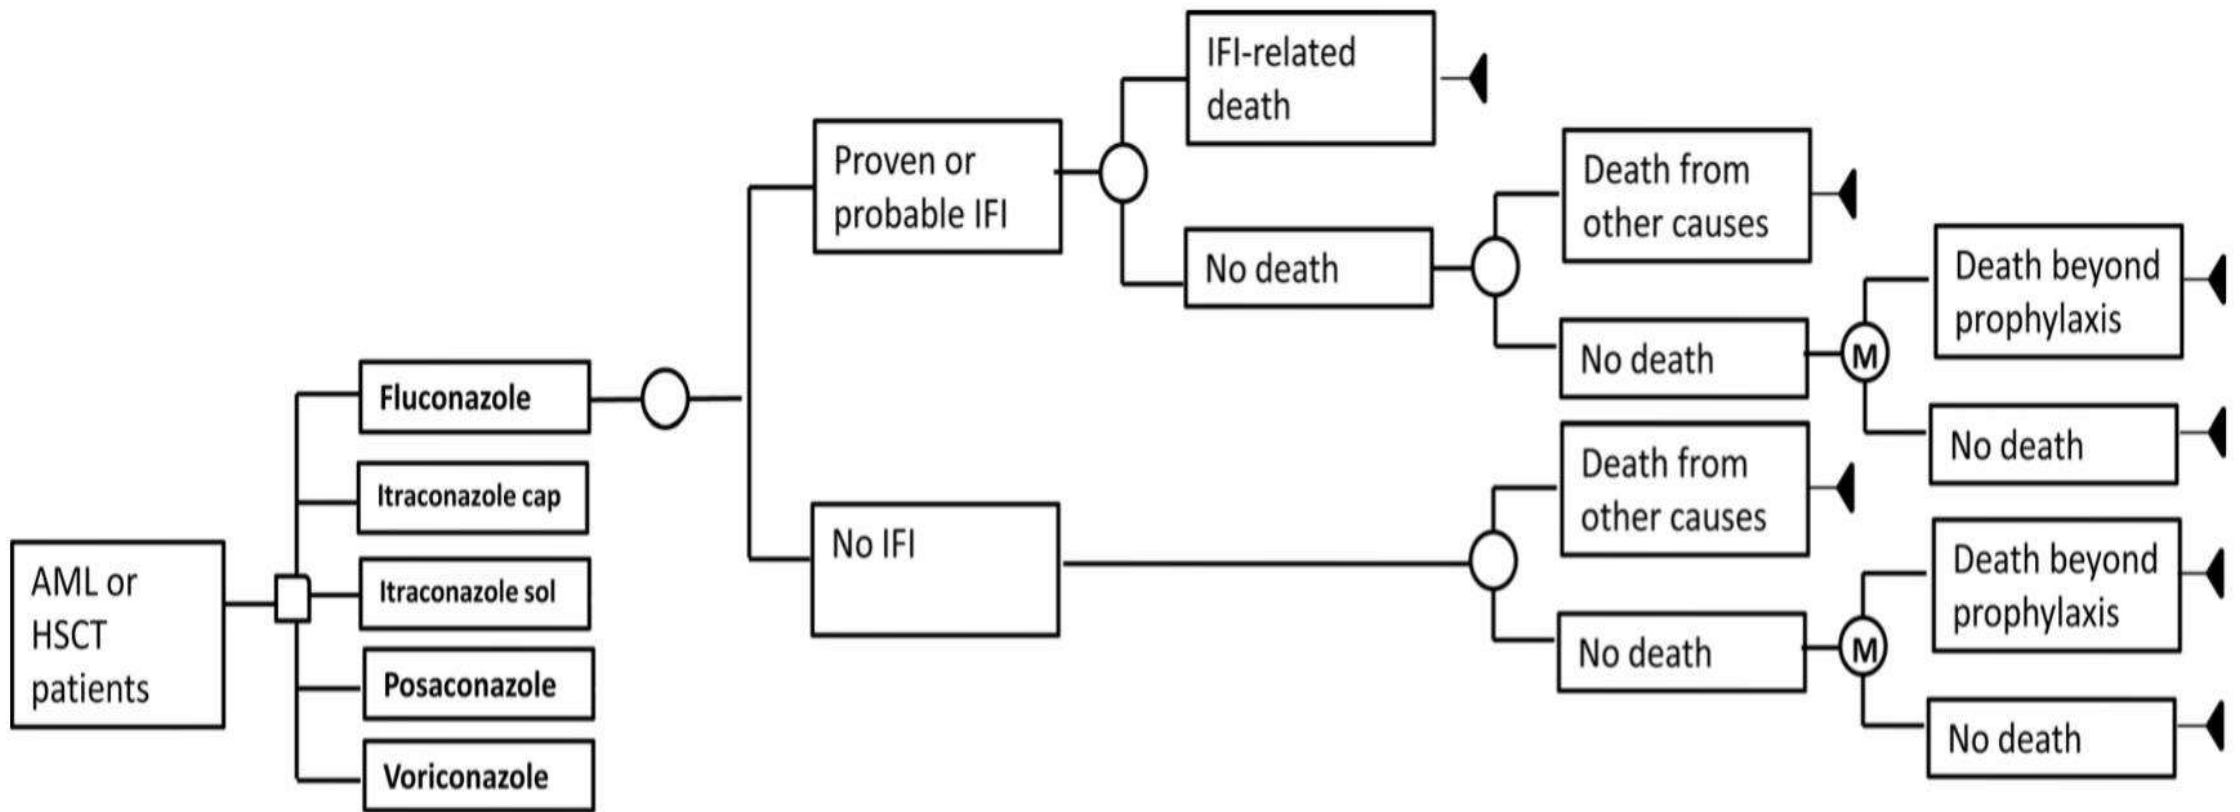 AML or
HSCT
patients
Fluconazole
Itraconazole cap
Itraconazole sol
Posaconazole
Voriconazole
Proven or
probable IFI
No IFI
IFI-related
death
No death
Death from
other causes
No death
M
Death beyond
prophylaxis
No death
Death from
other causes
No death
M
Death beyond
prophylaxis
No death